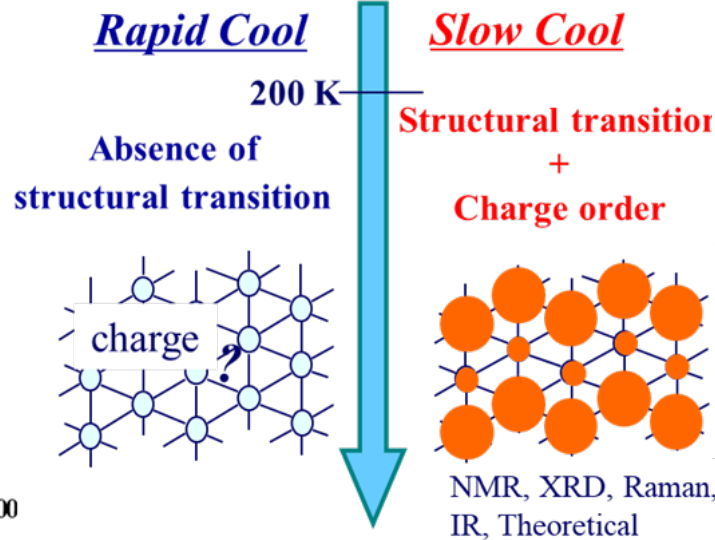 Rapid Cool
Slow Cool
200 K
Absence of
structural transition
Structural transition
+
Charge order
charge
?
NMR, XRD, Raman,
IR, Theoretical
00